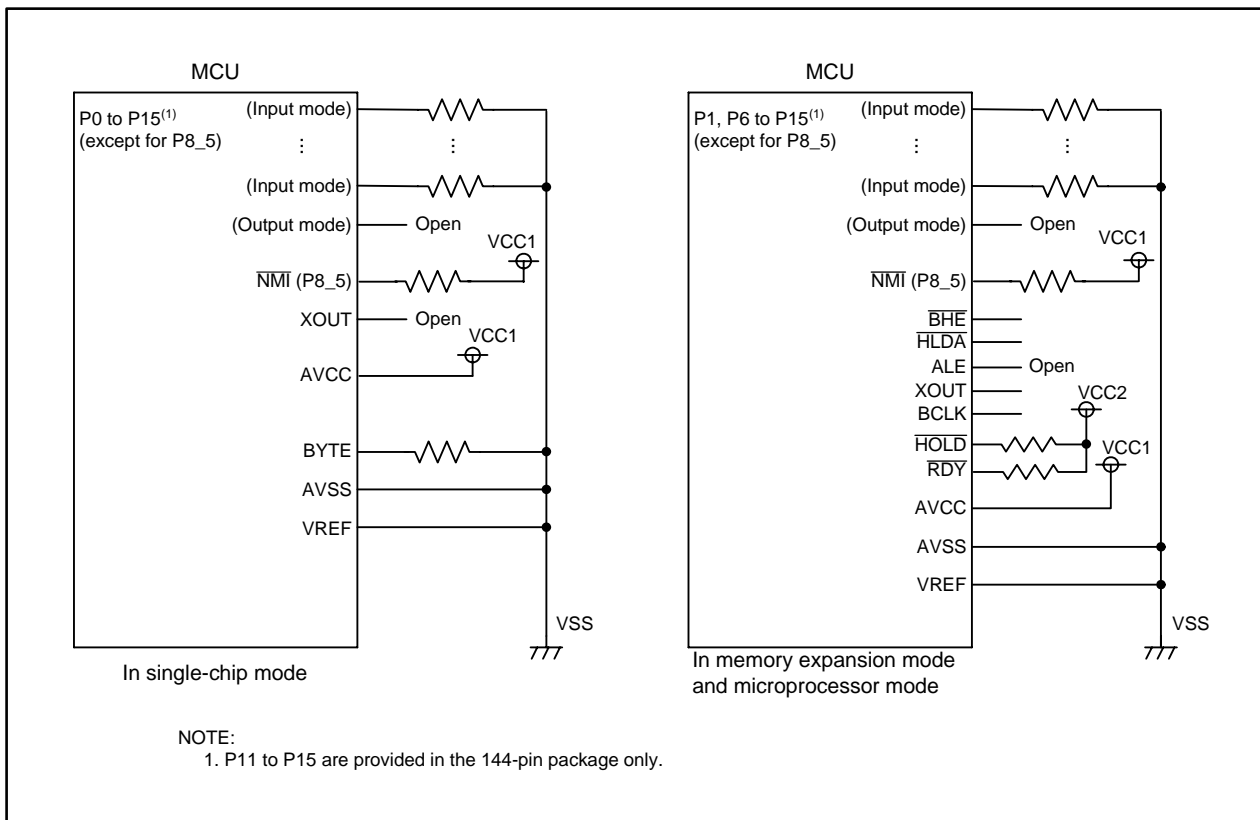 MCU
P0 to P15(1)
(except for P8_5)
(Input mode)
⋮
⋮
(Input mode)
(Output mode)
Open
VCC1
NMI (P8_5)
XOUT
Open
VCC1
AVCC
BYTE
AVSS
VREF
VSS
In single-chip mode
MCU
P1, P6 to P15(1)
(except for P8_5)
(Input mode)
⋮
⋮
(Input mode)
(Output mode)
Open
VCC1
NMI (P8_5)
BHE
HLDA
ALE
Open
XOUT
VCC2
BCLK
HOLD
VCC1
RDY
AVCC
AVSS
VREF
VSS
In memory expansion mode
and microprocessor mode
NOTE:
1. P11 to P15 are provided in the 144-pin package only.